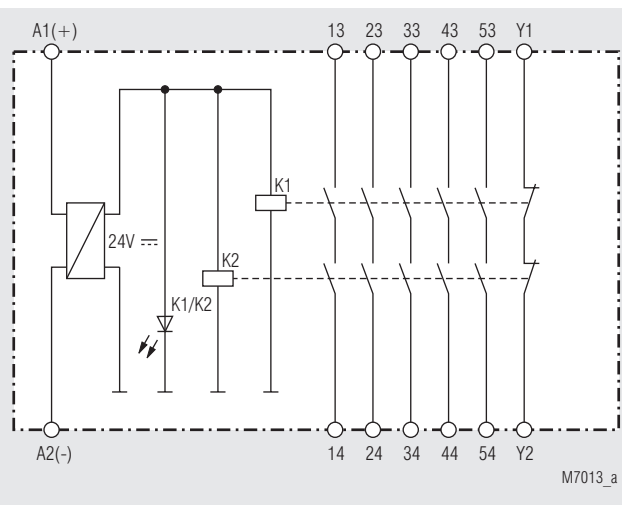 A1(+) 13 23 33 43 53 Y1
K1
24V
K2
K1/K2
A2(-) 14 24 34 44 54 Y2
M7013_a